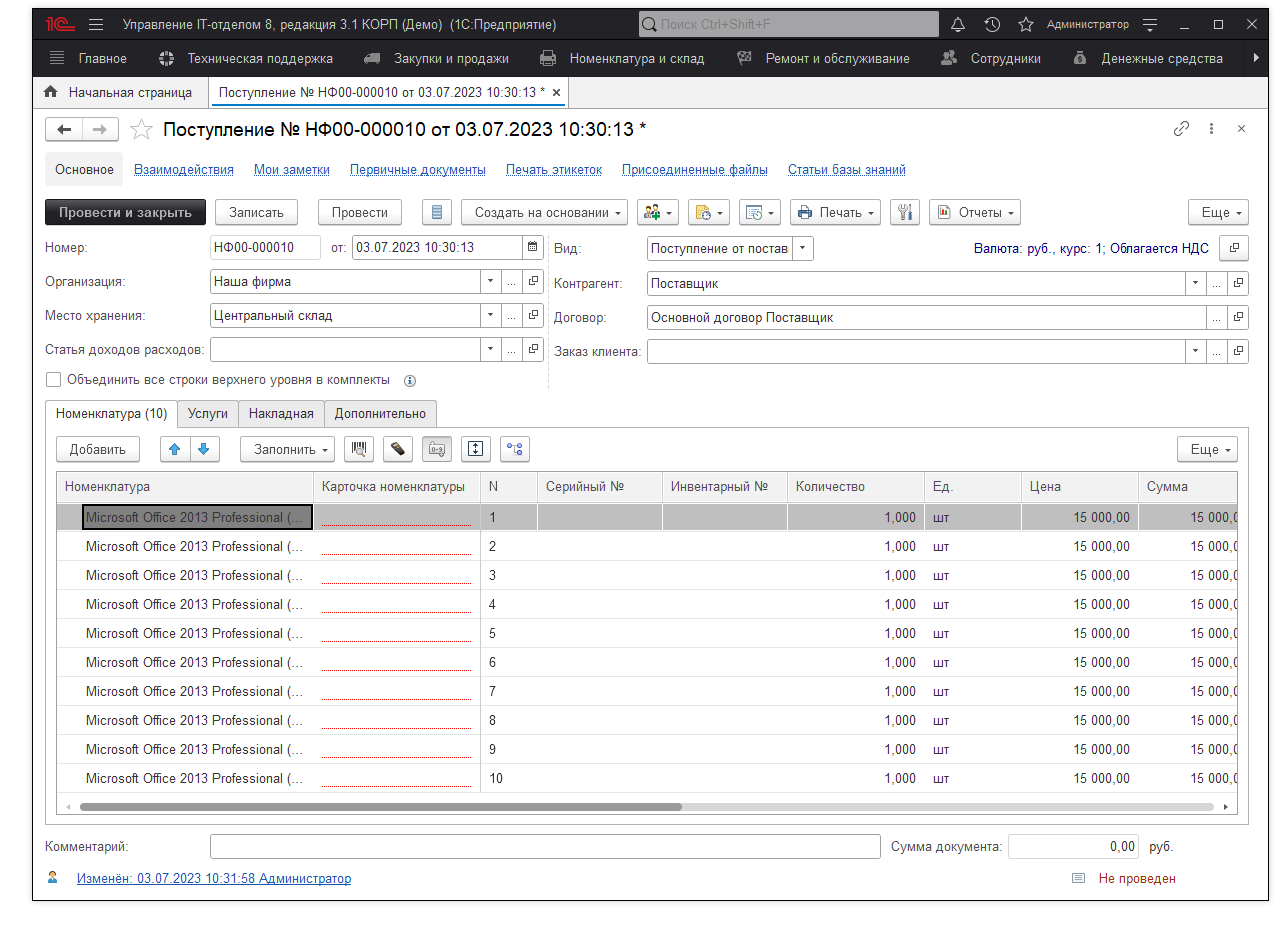 1С Управление IT-отделом 8, редакция 3.1 КОРП (Демо) (1С:Предприятие) Поиск Ctrl+Shift+F Администратор
Главное Техническая поддержка Закупки и продажи Номенклатура и склад Ремонт и обслуживание Сотрудники Денежные средства
Начальная страница Поступление № НФ00-000010 от 03.07.2023 10:30:13 * ×
Поступление № НФ00-000010 от 03.07.2023 10:30:13 *
Основное Взаимодействия Мои заметки Первичные документы Печать этикеток Присоединенные файлы Статьи базы знаний
Провести и закрыть Записать Провести Создать на основании Печать Отчеты Еще
Номер: НФ00-000010 от: 03.07.2023 10:30:13 Вид: Поступление от постав Валюта: руб., курс: 1; Облагается НДС
Организация: Наша фирма ... Контрагент: Поставщик ...
Место хранения: Центральный склад ... Договор: Основной договор Поставщик ...
Статья доходов расходов: ... Заказ клиента: ...
Объединить все строки верхнего уровня в комплекты
Номенклатура (10) Услуги Накладная Дополнительно
Добавить Заполнить Еще
Номенклатура Карточка номенклатуры N Серийный № Инвентарный № Количество Ед. Цена Сумма
Microsoft Office 2013 Professional (... 1 1,000 шт 15 000,00 15 000,0
Microsoft Office 2013 Professional (... 2 1,000 шт 15 000,00 15 000,0
Microsoft Office 2013 Professional (... 3 1,000 шт 15 000,00 15 000,0
Microsoft Office 2013 Professional (... 4 1,000 шт 15 000,00 15 000,0
Microsoft Office 2013 Professional (... 5 1,000 шт 15 000,00 15 000,0
Microsoft Office 2013 Professional (... 6 1,000 шт 15 000,00 15 000,0
Microsoft Office 2013 Professional (... 7 1,000 шт 15 000,00 15 000,0
Microsoft Office 2013 Professional (... 8 1,000 шт 15 000,00 15 000,0
Microsoft Office 2013 Professional (... 9 1,000 шт 15 000,00 15 000,0
Microsoft Office 2013 Professional (... 10 1,000 шт 15 000,00 15 000,0
Комментарий: Сумма документа: 0,00 руб.
Изменён: 03.07.2023 10:31:58 Администратор Не проведен